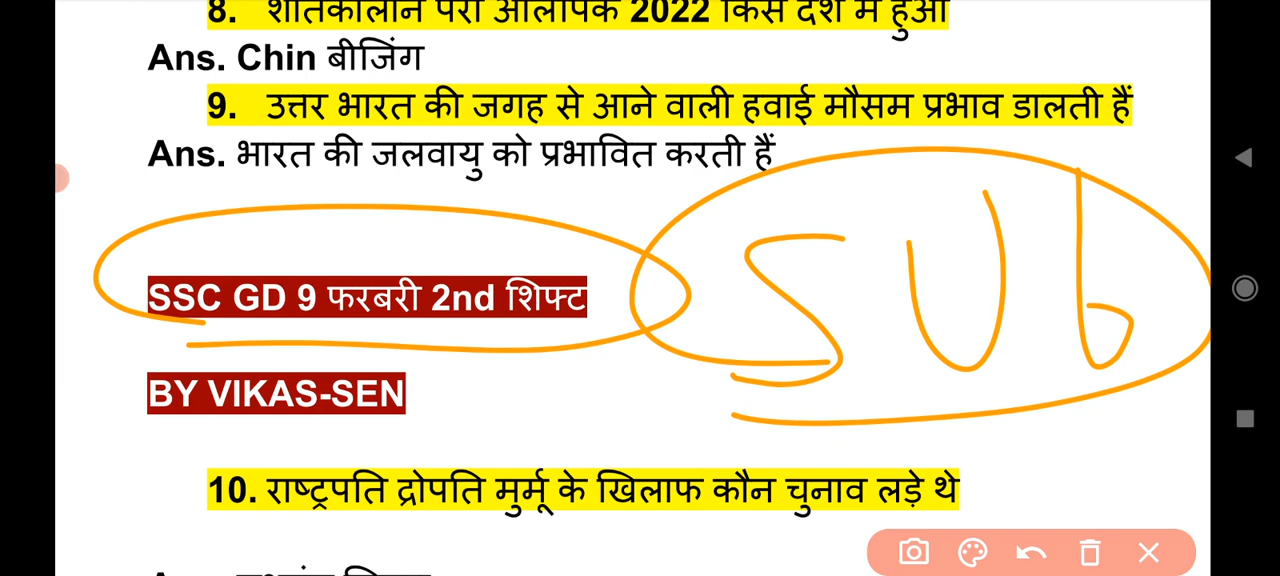 8. शीतकालीन पैरा ओलंपिक 2022 किस देश में हुआ
Ans. Chin बीजिंग
9. उत्तर भारत की जगह से आने वाली हवाई मौसम प्रभाव डालती हैं
Ans. भारत की जलवायु को प्रभावित करती हैं
SUb
SSC GD 9 फरबरी 2nd शिफ्ट
BY VIKAS-SEN
10. राष्ट्रपति द्रोपति मुर्मू के खिलाफ कौन चुनाव लड़े थे